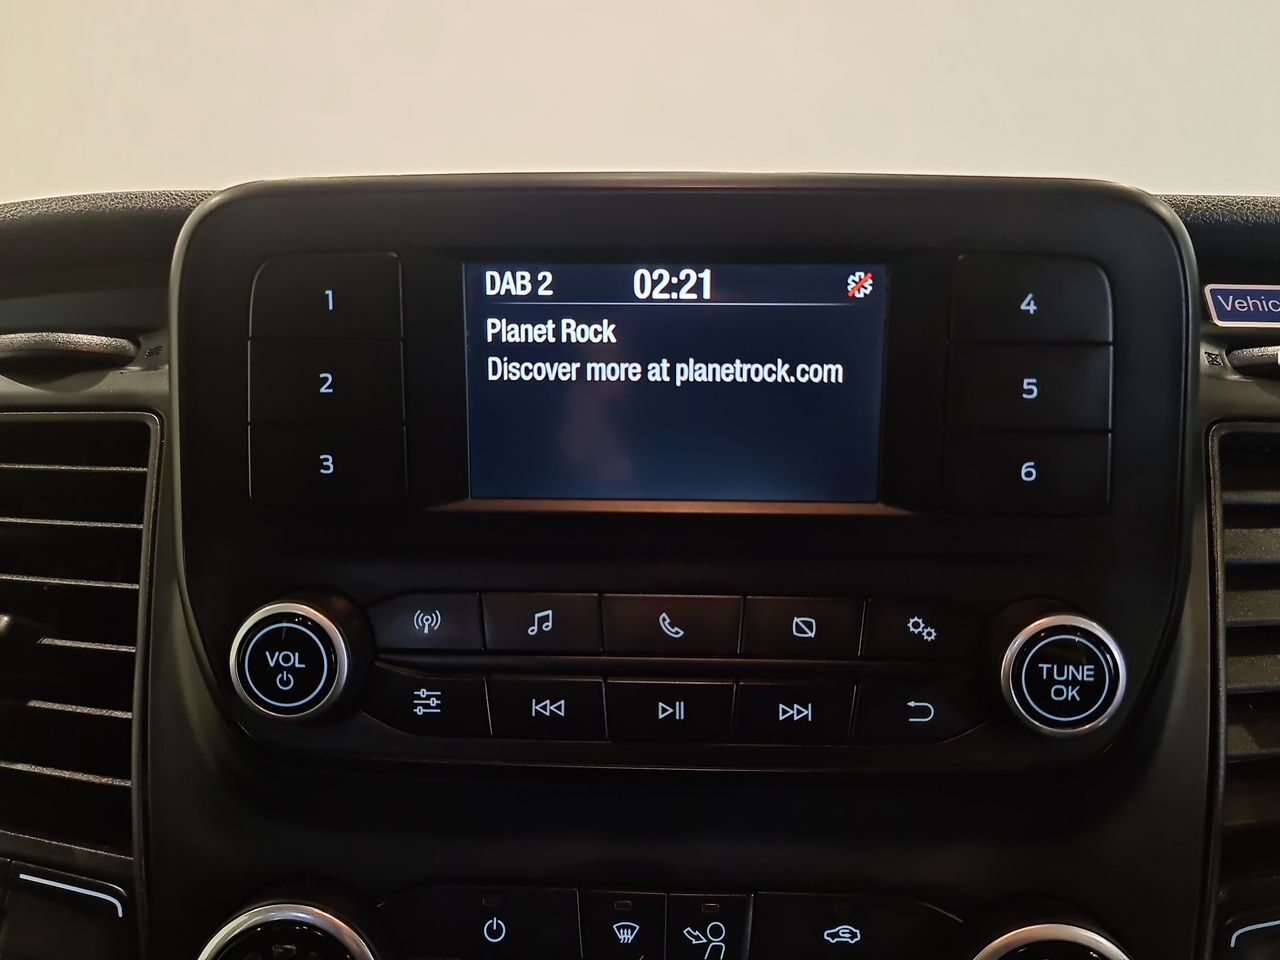 DAB 2 02:21
Planet Rock
Discover more at planetrock.com
1
2
3
4
5
6
Vehic
VOL
TUNE
OK